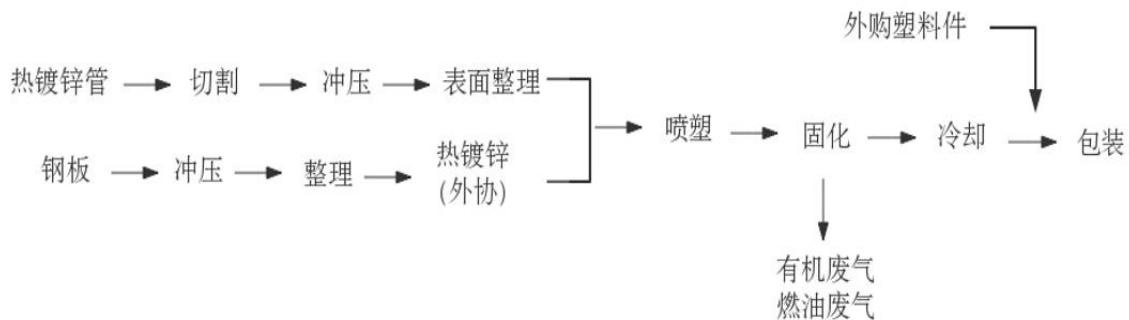 外购塑料件
热镀锌管 切割 冲压 表面整理
喷塑 固化 冷却 包装
钢板 冲压 整理 热镀锌
(外协)
有机废气
燃油废气